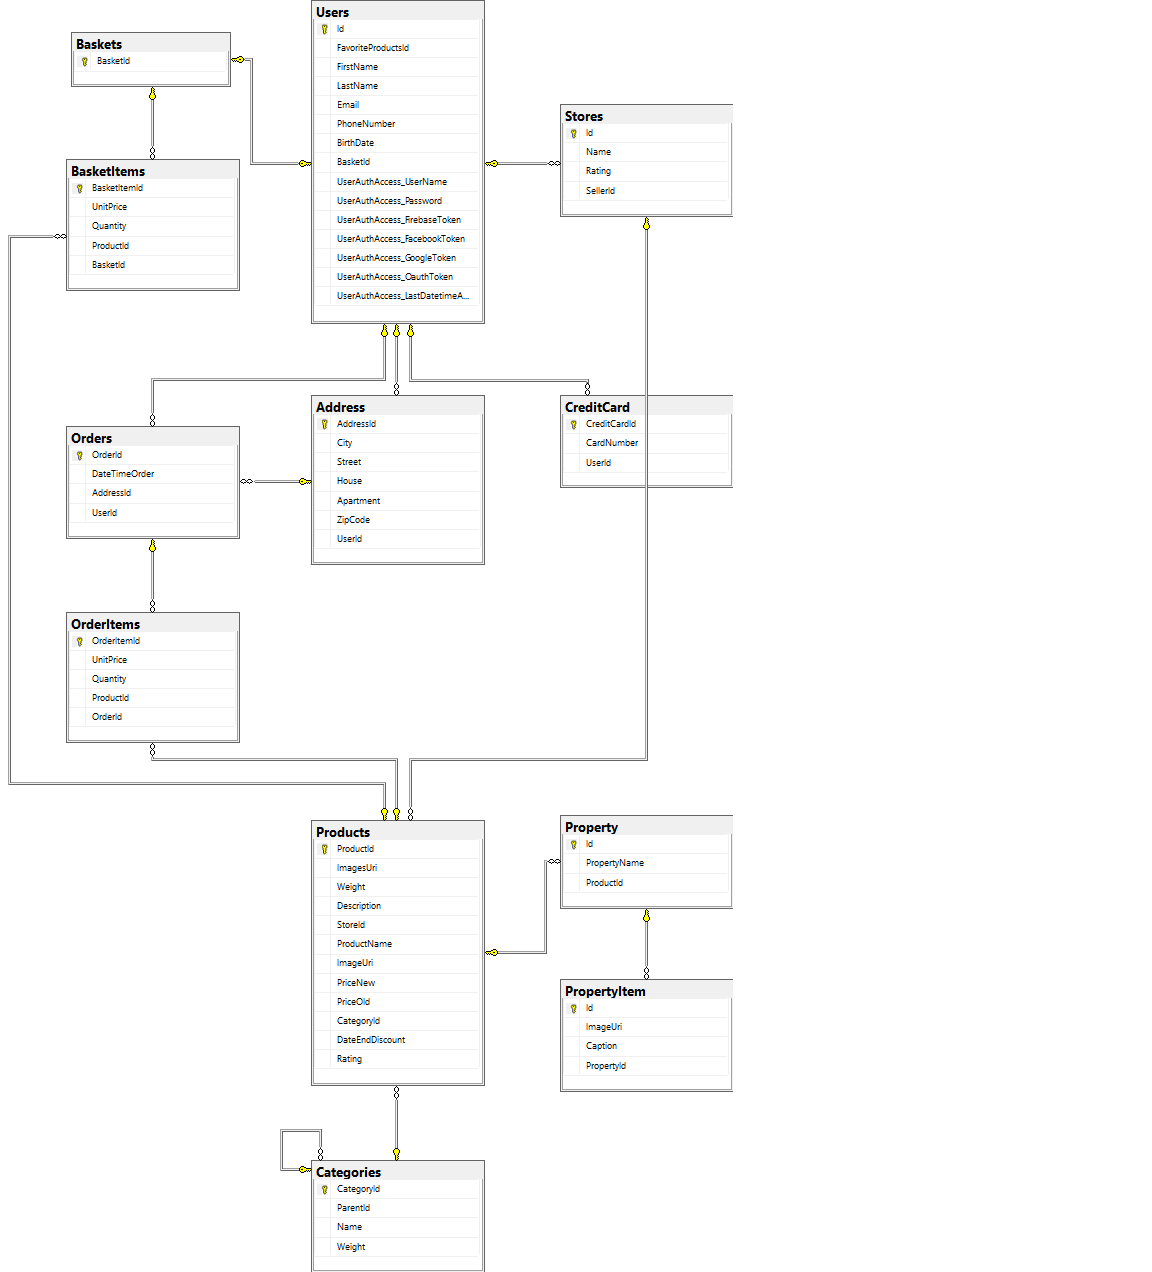 Users
Id
FavoriteProductsId
FirstName
LastName
Email
PhoneNumber
BirthDate
BasketId
UserAuthAccess_UserName
UserAuthAccess_Password
UserAuthAccess_FirebaseToken
UserAuthAccess_FacebookToken
UserAuthAccess_GoogleToken
UserAuthAccess_OauthToken
UserAuthAccess_LastDatetimeA...
Baskets
BasketId
Stores
Id
Name
Rating
SellerId
BasketItems
BasketItemId
UnitPrice
Quantity
ProductId
BasketId
Address
AddressId
City
Street
House
Apartment
ZipCode
UserId
CreditCard
CreditCardId
CardNumber
UserId
Orders
OrderId
DateTimeOrder
AddressId
UserId
OrderItems
OrderItemId
UnitPrice
Quantity
ProductId
OrderId
Products
ProductId
ImagesUri
Weight
Description
StoreId
ProductName
ImageUri
PriceNew
PriceOld
CategoryId
DateEndDiscount
Rating
Property
Id
PropertyName
ProductId
PropertyItem
Id
ImageUri
Caption
PropertyId
Categories
CategoryId
ParentId
Name
Weight